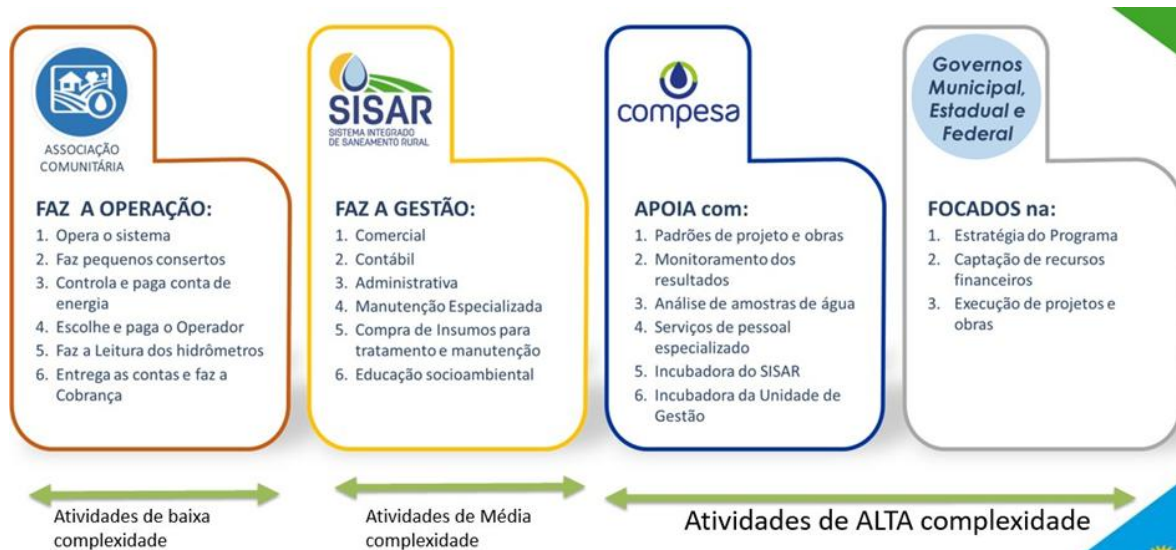 ASSOCIAÇÃO
COMUNITÁRIA
FAZ A OPERAÇÃO:
1. Opera o sistema
2. Faz pequenos consertos
3. Controla e paga conta de
energia
4. Escolhe e paga o Operador
5. Faz a Leitura dos hidrômetros
6. Entrega as contas e faz a
Cobrança
SISAR
SISTEMA INTEGRADO
DE SANEAMENTO RURAL
FAZ A GESTÃO:
1. Comercial
2. Contábil
3. Administrativa
4. Manutenção Especializada
5. Compra de Insumos para
tratamento e manutenção
6. Educação socioambiental
compesa
APOIA com:
1. Padrões de projeto e obras
2. Monitoramento dos
resultados
3. Análise de amostras de água
4. Serviços de pessoal
especializado
5. Incubadora do SISAR
6. Incubadora da Unidade de
Gestão
Governos
Municipal,
Estadual e
Federal
FOCADOS na:
1. Estratégia do Programa
2. Captação de recursos
financeiros
3. Execução de projetos e
obras
Atividades de baixa
complexidade
Atividades de Média
complexidade
Atividades de ALTA complexidade